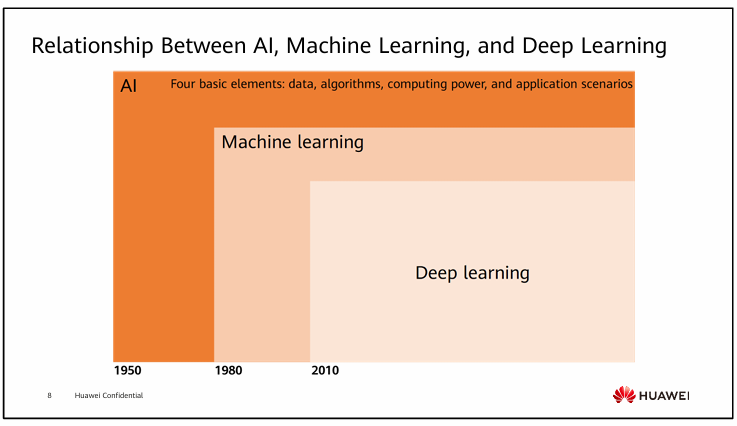 Relationship Between AI, Machine Learning, and Deep Learning
AI
Four basic elements: data, algorithms, computing power, and application scenarios
Machine learning
Deep learning
1950
1980
2010
8
Huawei Confidential
HUAWEI